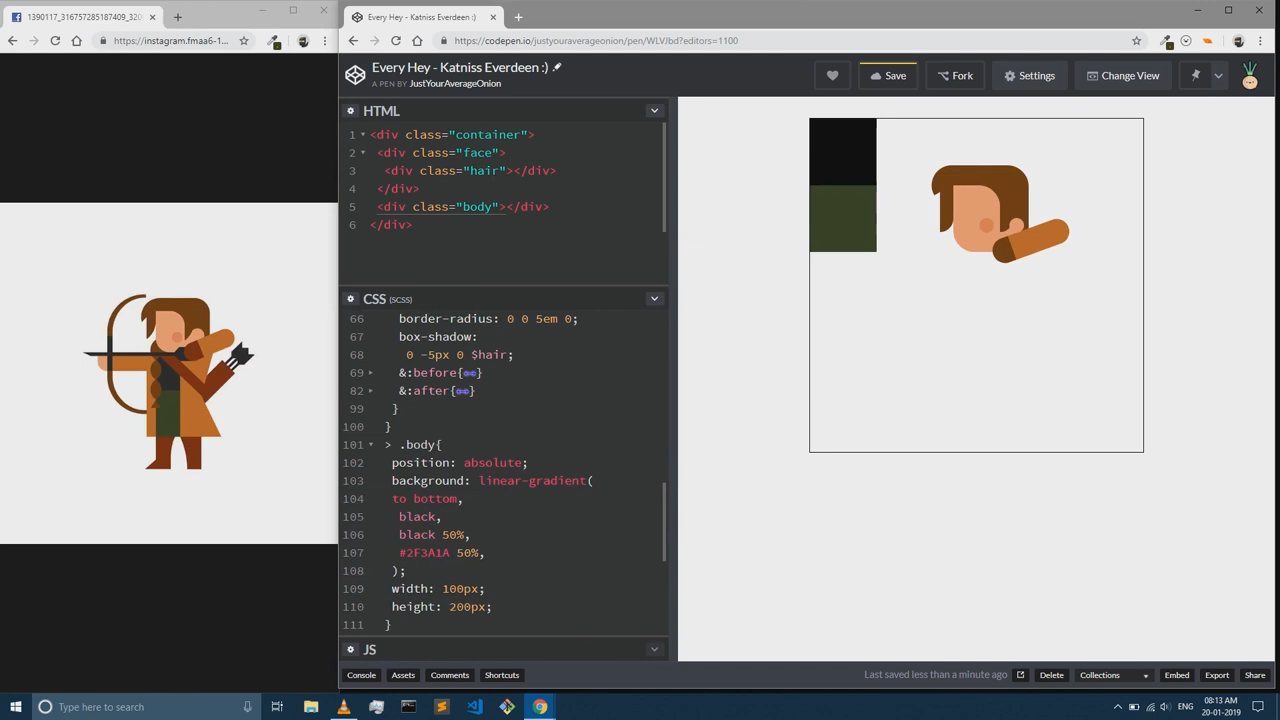 1390117_316757285187409_320
Every Hey - Katniss Everdeen :)
https://instagram.fmaa6-1...
https://codepen.io/justyouraverageonion/pen/WLVJbd?editors=1100
Every Hey - Katniss Everdeen :)
A PEN BY JustYourAverageOnion
Save
Fork
Settings
Change View
HTML
1 <div class="container">
2 <div class="face">
3 <div class="hair"></div>
4 </div>
5 <div class="body"></div>
6 </div>
CSS (SCSS)
66 border-radius: 0 0 5em 0;
67 box-shadow:
68 0 -5px 0 $hair;
69 &:before{}
82 &:after{}
99 }
100 }
101 > .body{
102 position: absolute;
103 background: linear-gradient(
104 to bottom,
105 black,
106 black 50%,
107 #2F3A1A 50%,
108 );
109 width: 100px;
110 height: 200px;
111 }
JS
Console Assets Comments Shortcuts
Last saved less than a minute ago Delete Collections Embed Export Share
Type here to search
ENG
08:13 AM
20-01-2019